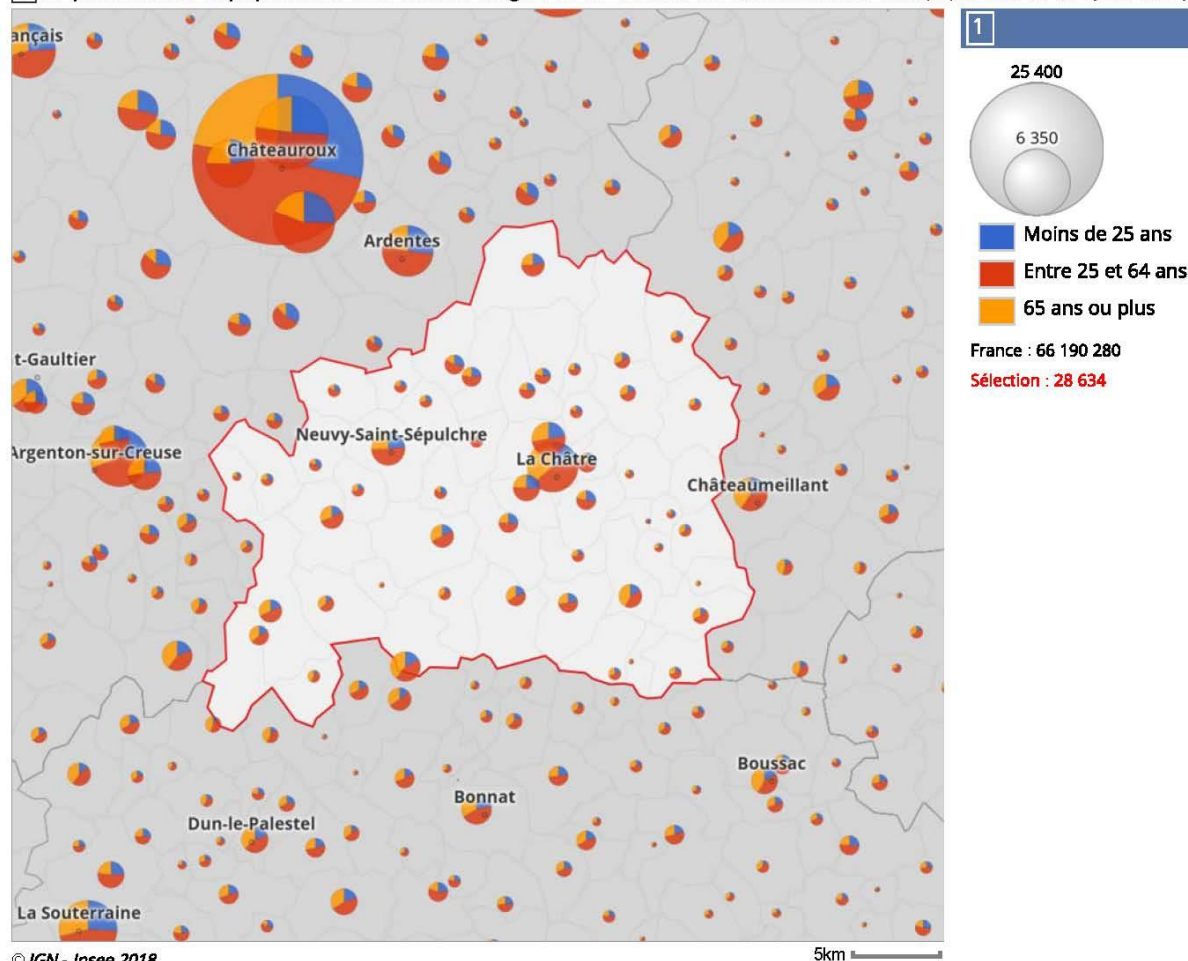 ançais
Châteauroux
Ardentes
t-Gaultier
Argenton-sur-Creuse
Neuvy-Saint-Sépulchre
La Châtre
Châteaumeillant
Boussac
Bonnat
Dun-le-Palestel
La Souterraine
© IGN - Insee 2018
5km
1
25 400
6 350
Moins de 25 ans
Entre 25 et 64 ans
65 ans ou plus
France : 66 190 280
Sélection : 28 634